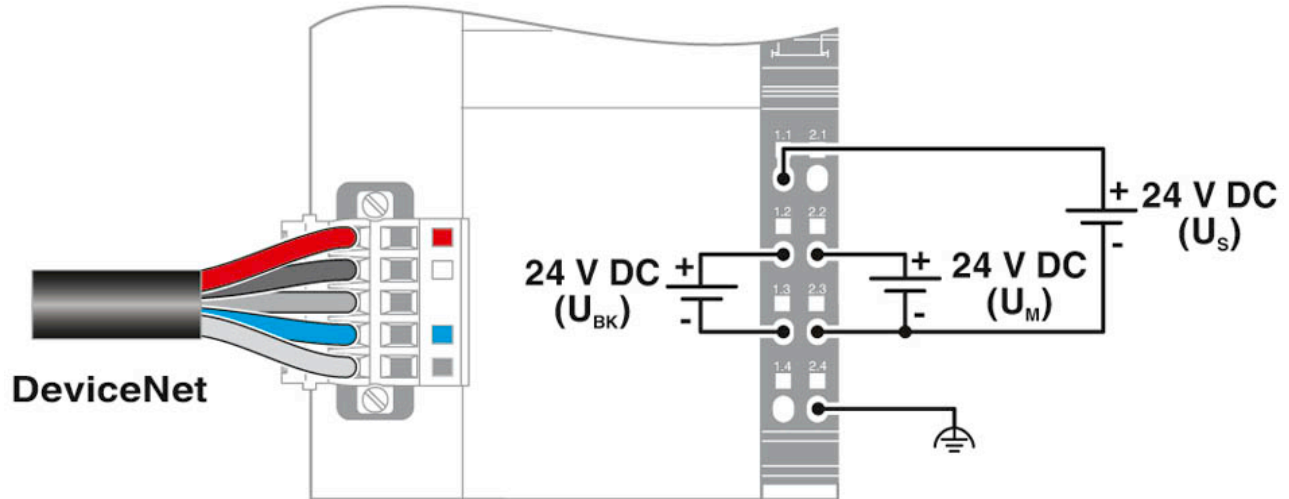 1.1 2.1
+ 24 V DC
- (Us)
1.2 2.2
24 V DC +
(UBK) -
+ 24 V DC
- (UM)
1.3 2.3
1.4 2.4
DeviceNet